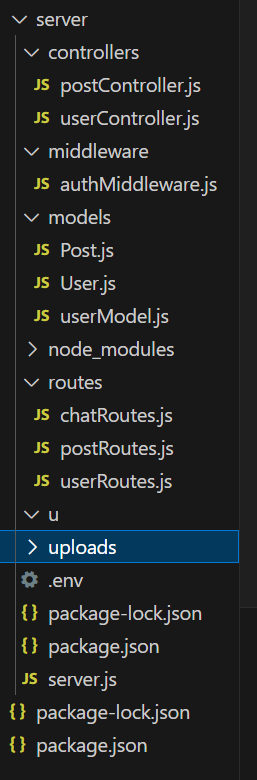 server
controllers
JS postController.js
JS userController.js
middleware
JS authMiddleware.js
models
JS Post.js
JS User.js
JS userModel.js
node_modules
routes
JS chatRoutes.js
JS postRoutes.js
JS userRoutes.js
u
uploads
.env
{} package-lock.json
{} package.json
JS server.js
{} package-lock.json
{} package.json